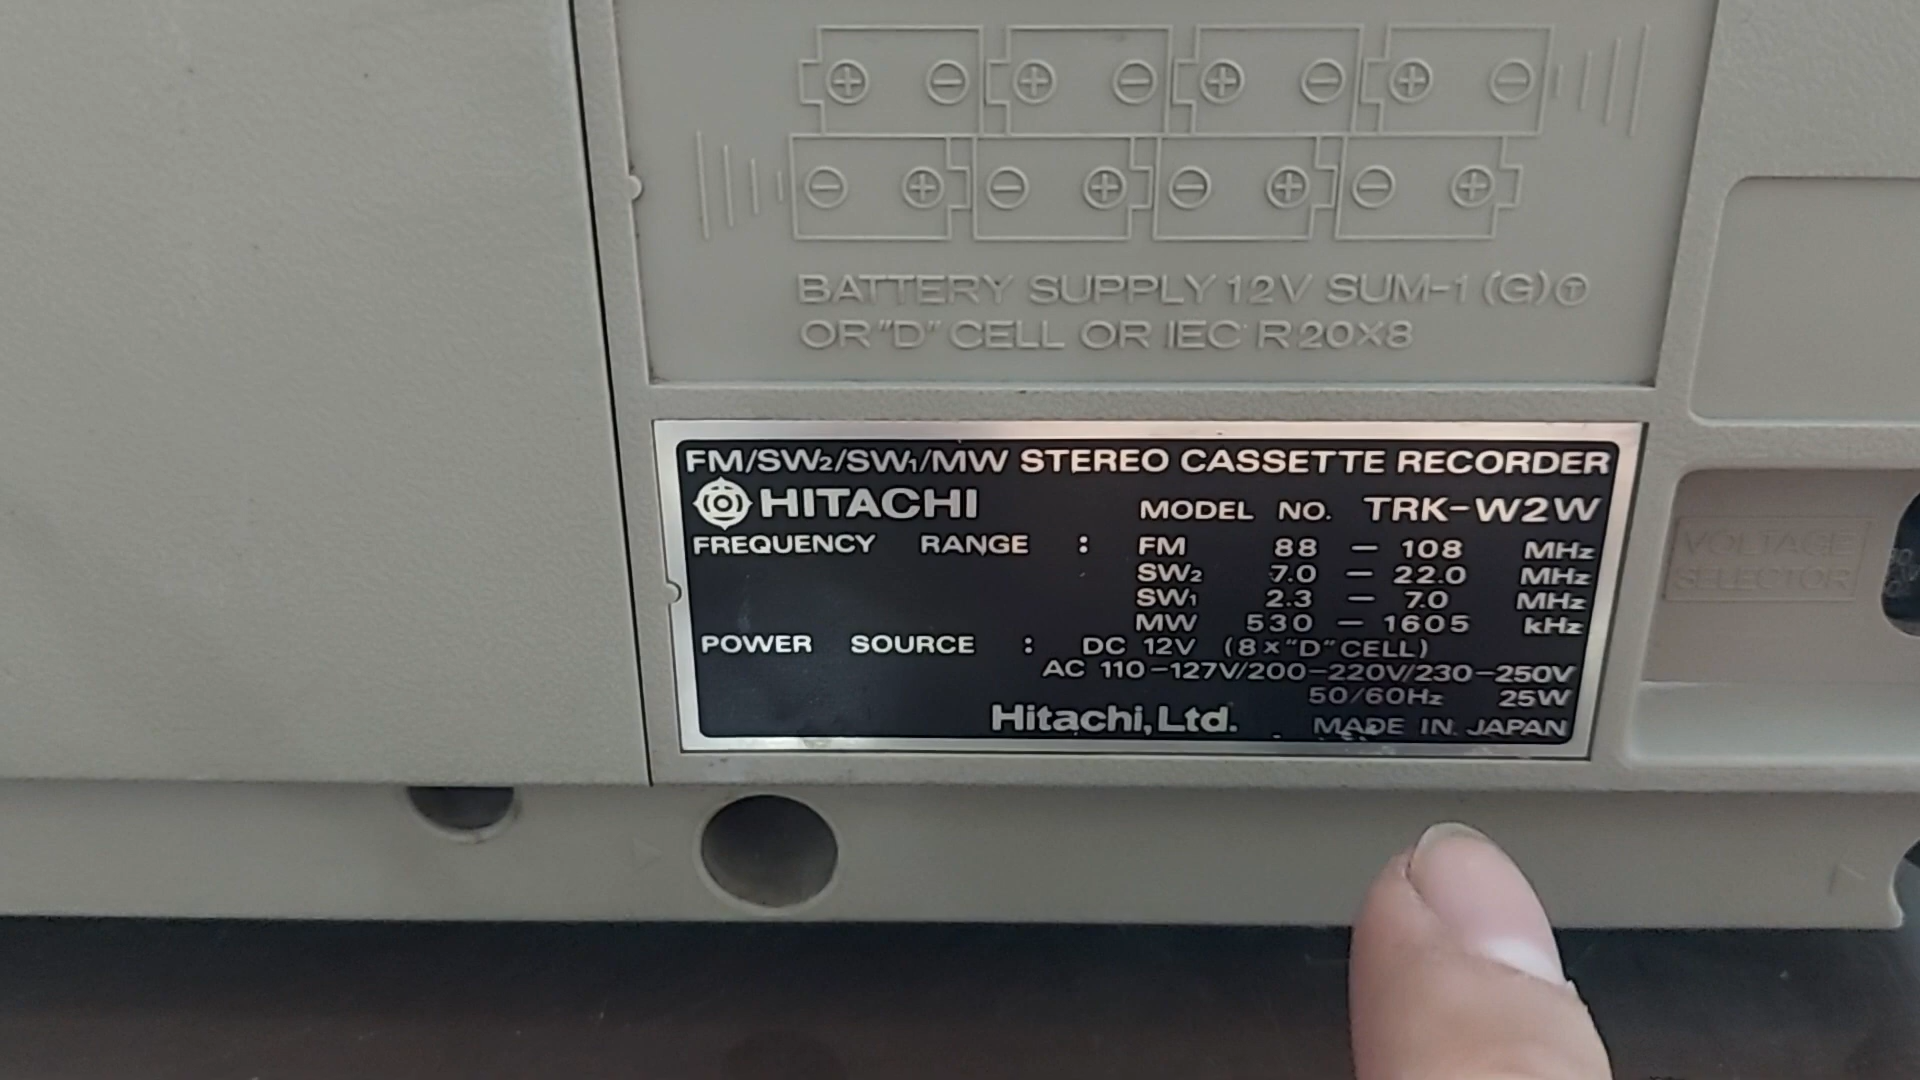 BATTERY SUPPLY 12V SUM-1 (G) Ⓣ
OR "D" CELL OR IEC R20X8
FM/SW₂/SW₁/MW STEREO CASSETTE RECORDER
HITACHI
MODEL NO. TRK-W2W
FREQUENCY RANGE : FM 88 — 108 MHz
SW₂ 7.0 — 22.0 MHz
SW₁ 2.3 — 7.0 MHz
MW 530 — 1605 kHz
POWER SOURCE : DC 12V (8 x "D" CELL)
AC 110-127V/200-220V/230-250V
50/60Hz 25W
Hitachi, Ltd. MADE IN JAPAN
VOLTAGE
SELECTOR